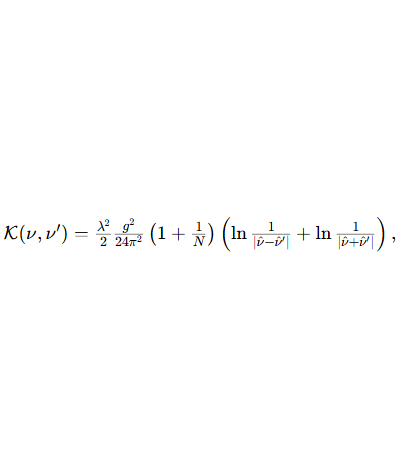 𝒦(ν, ν′) = λ²/2 g²/24π² (1 + 1/N) (ln 1/|ν̂−ν̂′| + ln 1/|ν̂+ν̂′|) ,